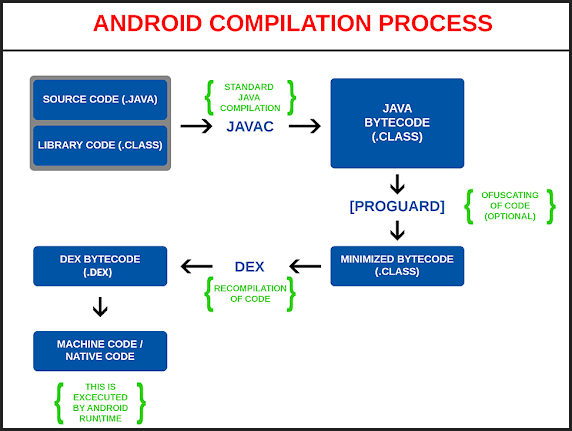 ANDROID COMPILATION PROCESS
SOURCE CODE (.JAVA)
LIBRARY CODE (.CLASS)
STANDARD
JAVA
COMPILATION
JAVAC
JAVA
BYTECODE
(.CLASS)
[PROGUARD]
OFUSCATING
OF CODE
(OPTIONAL)
MINIMIZED BYTECODE
(.CLASS)
DEX
RECOMPILATION
OF CODE
DEX BYTECODE
(.DEX)
MACHINE CODE /
NATIVE CODE
THIS IS
EXCECUTED
BY ANDROID
RUN\TIME